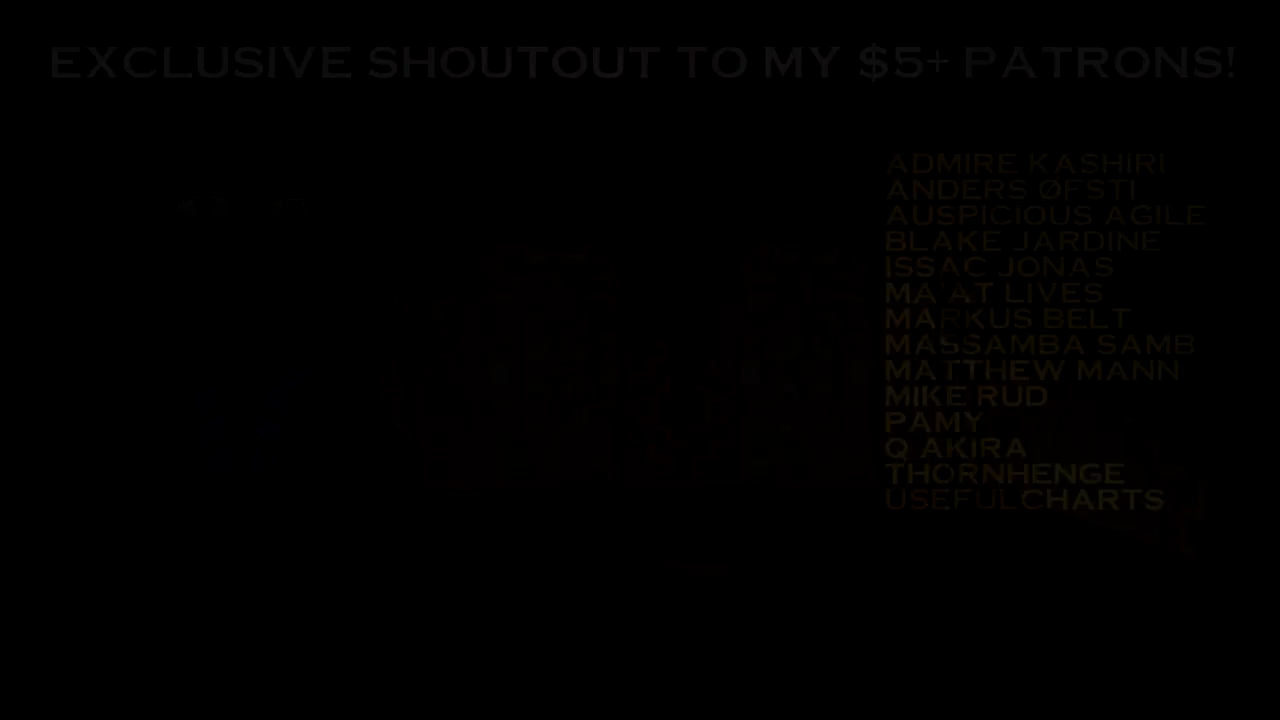 EXCLUSIVE SHOUTOUT TO MY $5+ PATRONS!
ADMIRE KASHIRI
ANDERS ØFSTI
AUSPICIOUS AGILE
BLAKE JARDINE
ISSAC JONAS
MA'AT LIVES
MARKUS BELT
MASSAMBA SAMB
MATTHEW MANN
MIKE RUD
PAMY
Q AKIRA
THORNHENGE
USEFULCHARTS